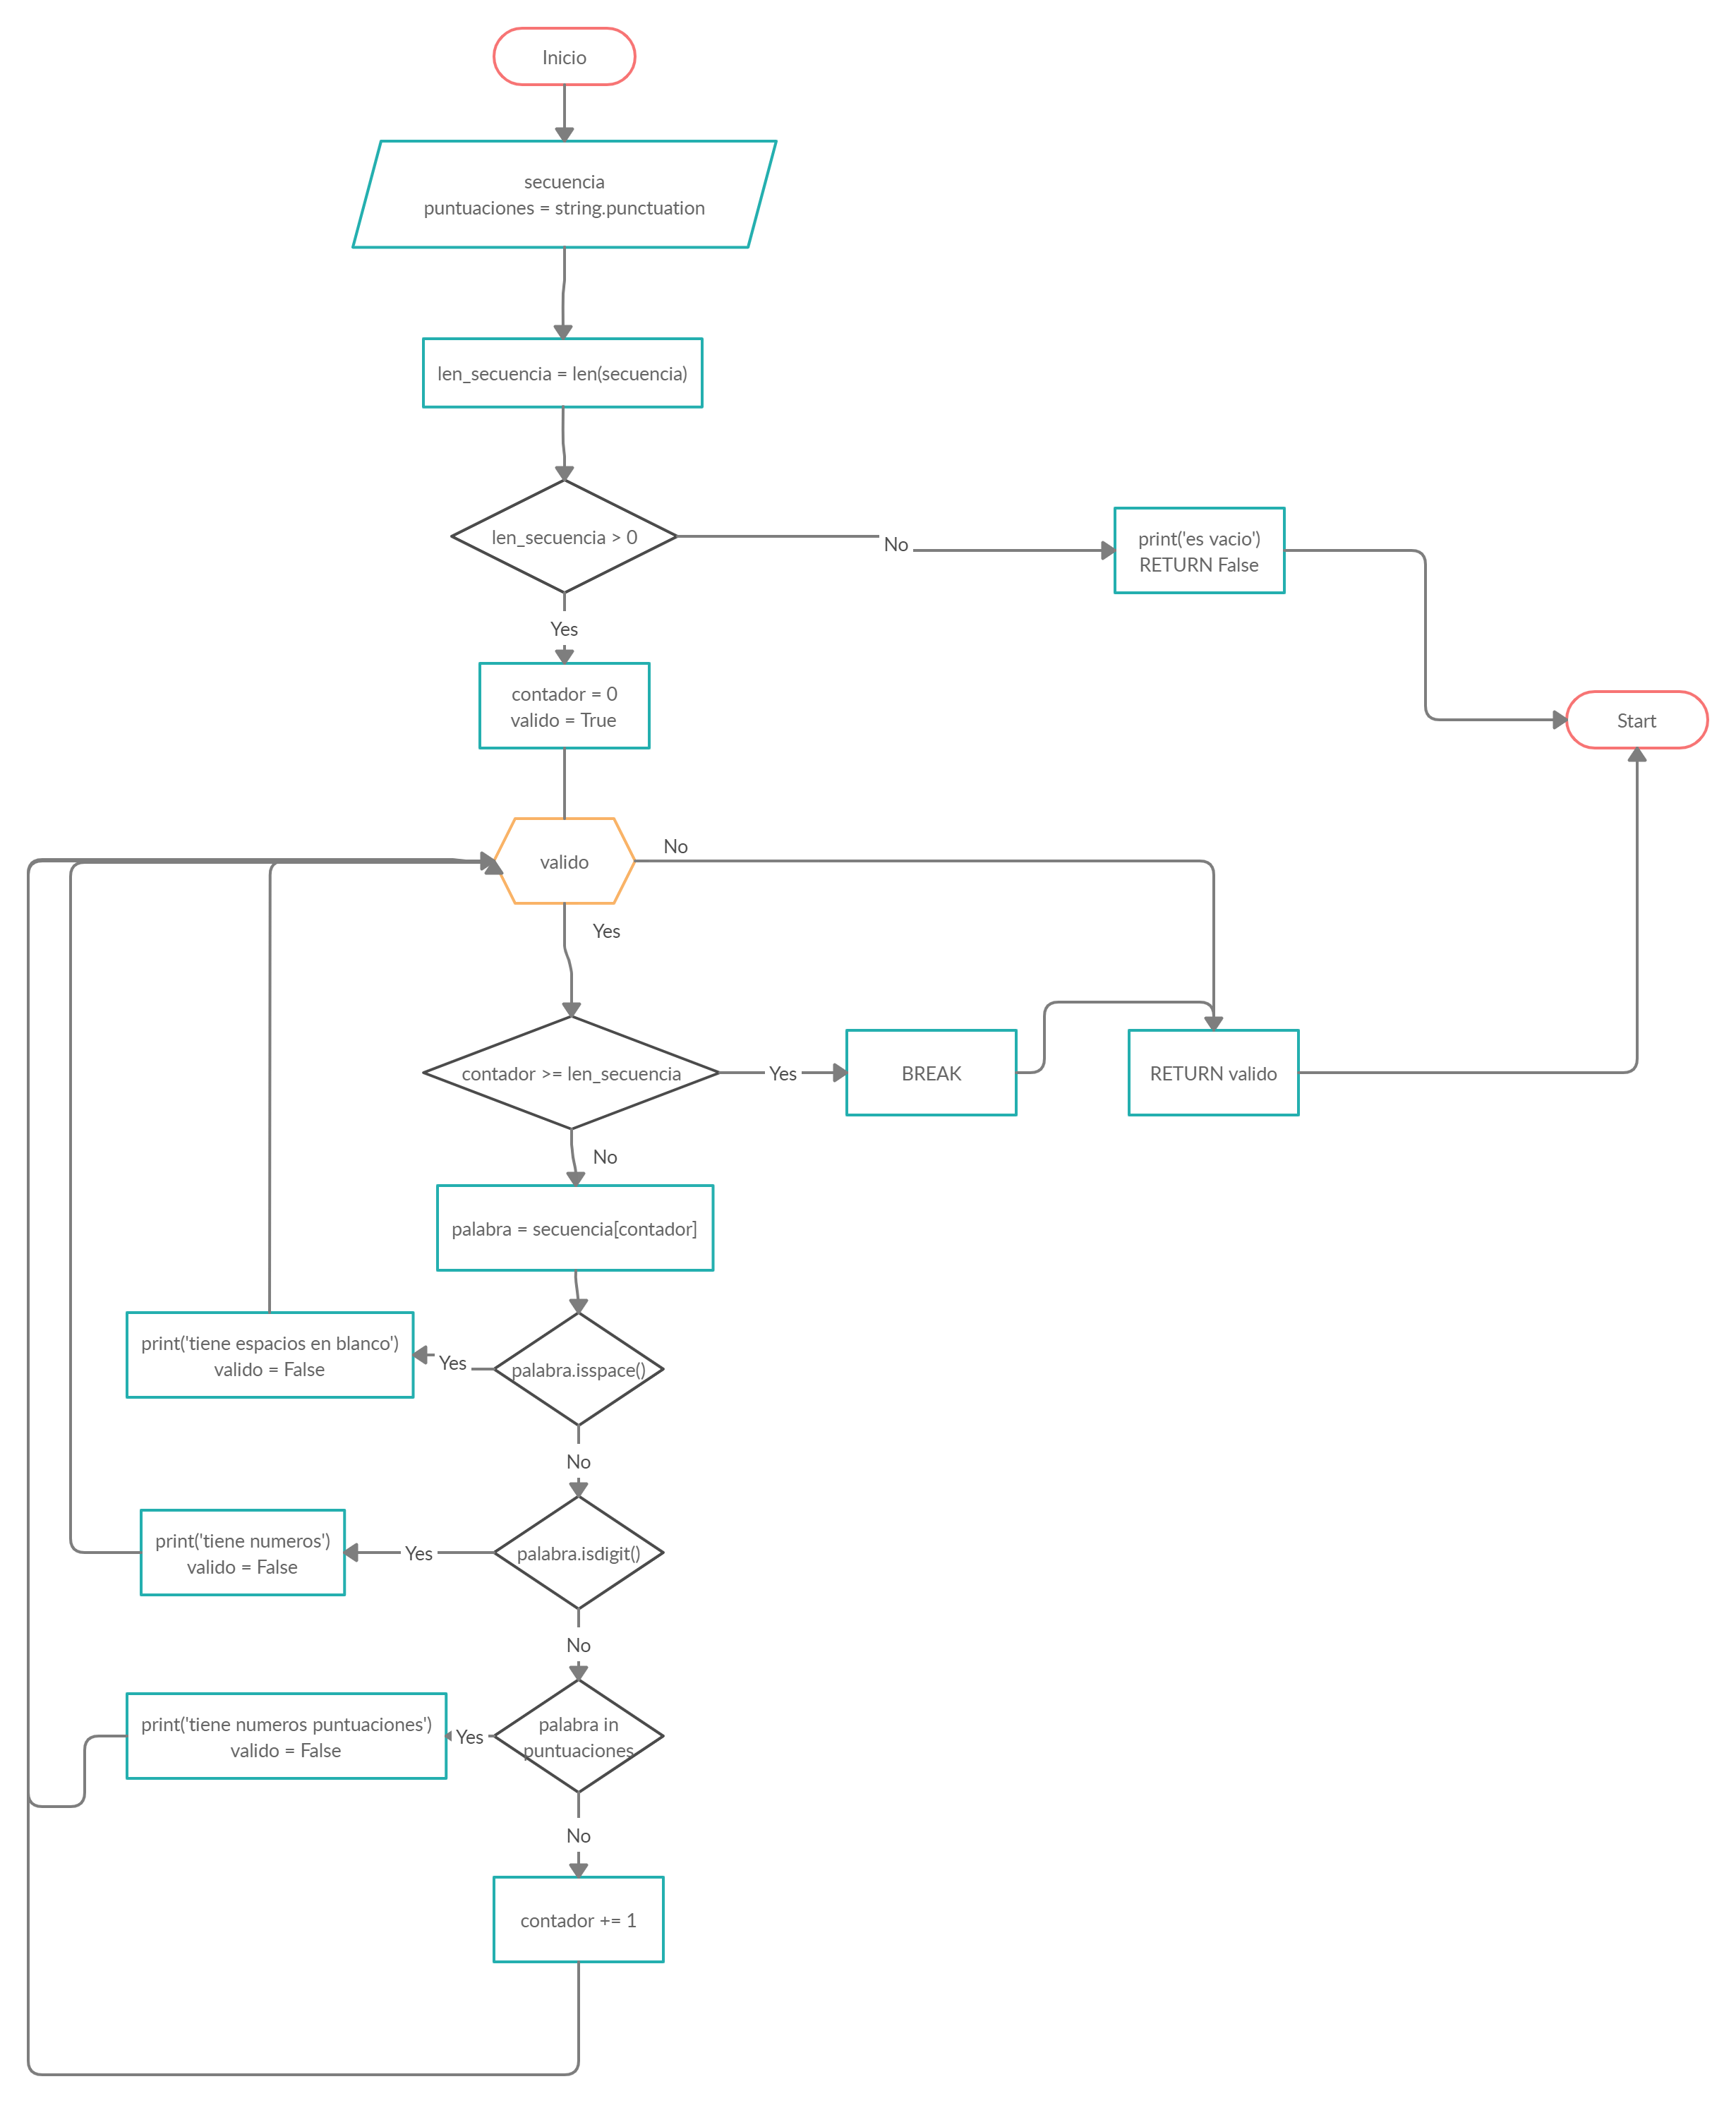 Inicio
secuencia
puntuaciones = string.punctuation
len_secuencia = len(secuencia)
len_secuencia > 0
No
print('es vacio')
RETURN False
Yes
contador = 0
valido = True
Start
valido
No
Yes
contador >= len_secuencia
Yes
BREAK
RETURN valido
No
palabra = secuencia[contador]
print('tiene espacios en blanco')
valido = False
Yes
palabra.isspace()
No
print('tiene numeros')
valido = False
Yes
palabra.isdigit()
No
print('tiene numeros puntuaciones')
valido = False
Yes
palabra in
puntuaciones
No
contador += 1